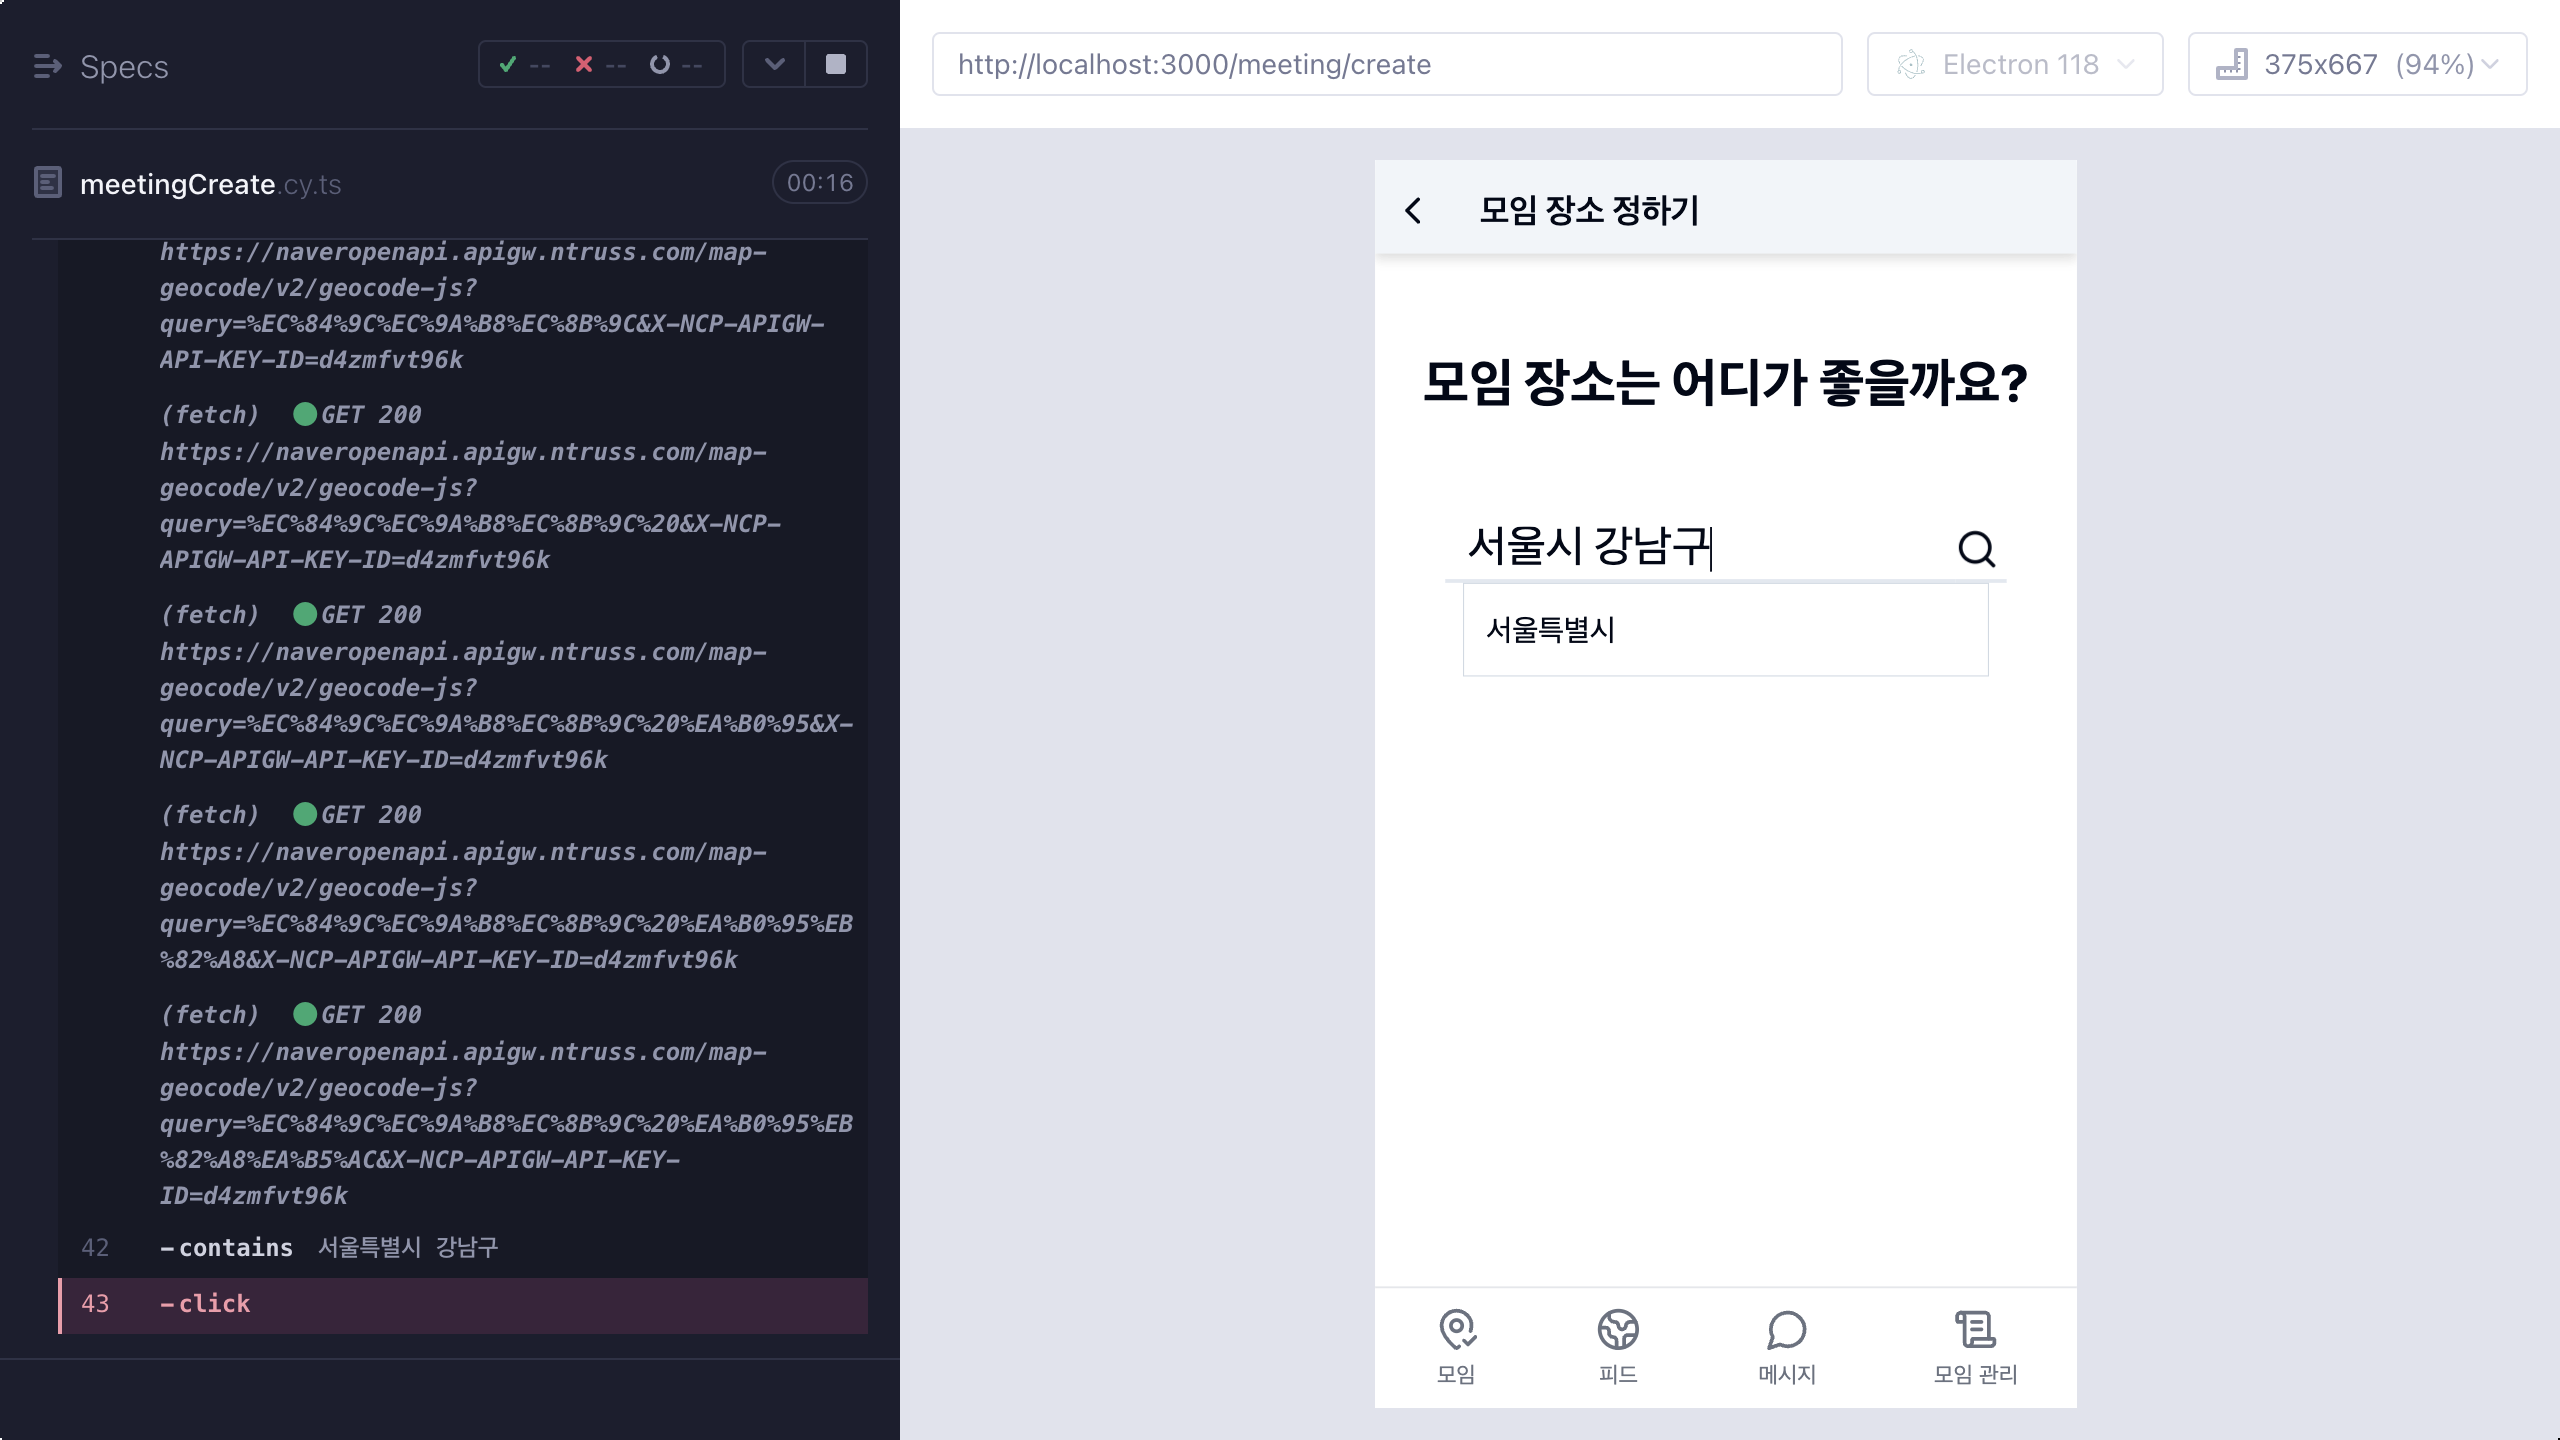 Specs
-- -- --
meetingCreate.cy.ts
00:16
https://naveropenapi.apigw.ntruss.com/map-
geocode/v2/geocode-js?
query=%EC%84%9C%EC%9A%B8%EC%8B%9C&X-NCP-APIGW-
API-KEY-ID=d4zmfvt96k
(fetch) GET 200
https://naveropenapi.apigw.ntruss.com/map-
geocode/v2/geocode-js?
query=%EC%84%9C%EC%9A%B8%EC%8B%9C%20&X-NCP-
APIGW-API-KEY-ID=d4zmfvt96k
(fetch) GET 200
https://naveropenapi.apigw.ntruss.com/map-
geocode/v2/geocode-js?
query=%EC%84%9C%EC%9A%B8%EC%8B%9C%20%EA%B0%95&X-
NCP-APIGW-API-KEY-ID=d4zmfvt96k
(fetch) GET 200
https://naveropenapi.apigw.ntruss.com/map-
geocode/v2/geocode-js?
query=%EC%84%9C%EC%9A%B8%EC%8B%9C%20%EA%B0%95%EB
%82%A8&X-NCP-APIGW-API-KEY-ID=d4zmfvt96k
(fetch) GET 200
https://naveropenapi.apigw.ntruss.com/map-
geocode/v2/geocode-js?
query=%EC%84%9C%EC%9A%B8%EC%8B%9C%20%EA%B0%95%EB
%82%A8%EA%B5%AC&X-NCP-APIGW-API-KEY-
ID=d4zmfvt96k
42 -contains 서울특별시 강남구
43 -click
http://localhost:3000/meeting/create
Electron 118
375x667 (94%)
모임 장소 정하기
모임 장소는 어디가 좋을까요?
서울시 강남구
서울특별시
모임 피드 메시지 모임 관리